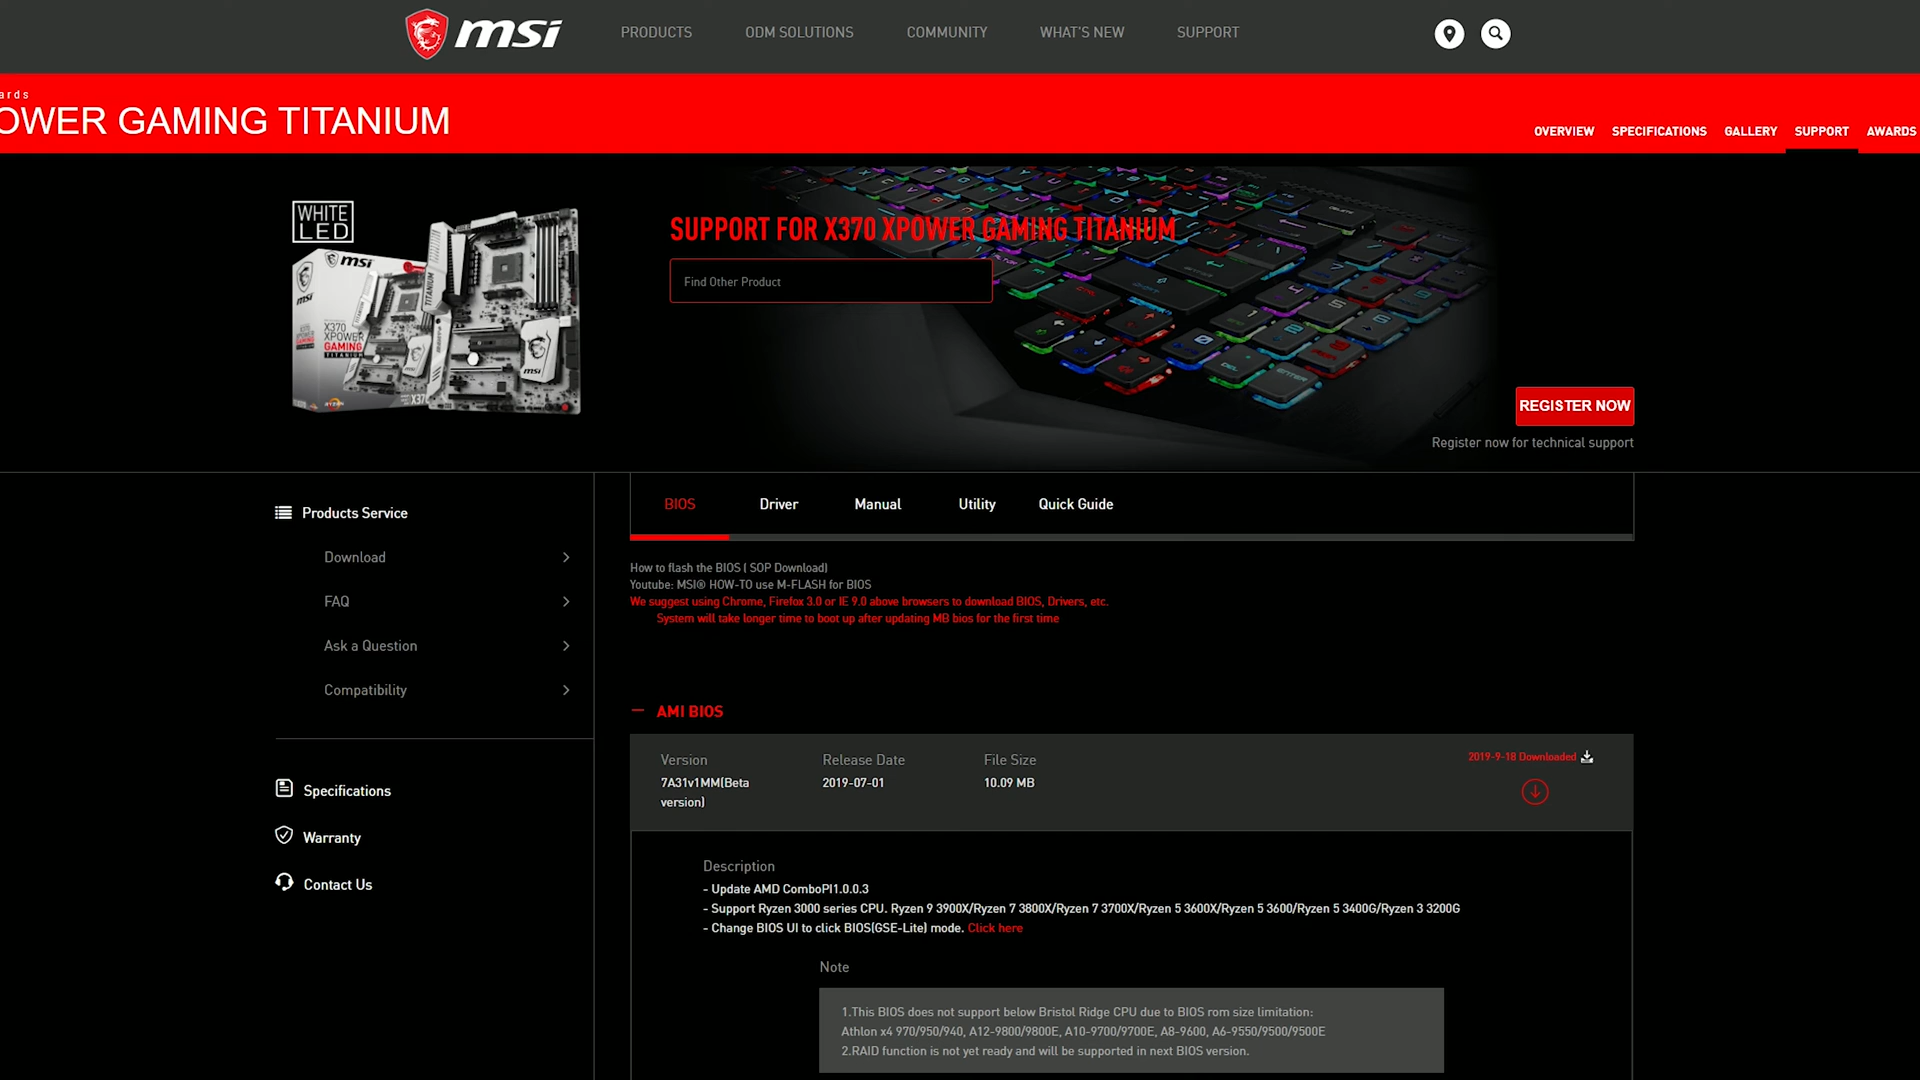 msi
PRODUCTS
ODM SOLUTIONS
COMMUNITY
WHAT'S NEW
SUPPORT
ards
OWER GAMING TITANIUM
OVERVIEW
SPECIFICATIONS
GALLERY
SUPPORT
AWARDS
WHITE
LED
msi
X370
XPOWER
GAMING
TITANIUM
SUPPORT FOR X370 XPOWER GAMING TITANIUM
Find Other Product
REGISTER NOW
Register now for technical support
Products Service
Download
FAQ
Ask a Question
Compatibility
Specifications
Warranty
Contact Us
BIOS
Driver
Manual
Utility
Quick Guide
How to flash the BIOS ( SOP Download)
Youtube: MSI® HOW-TO use M-FLASH for BIOS
We suggest using Chrome, Firefox 3.0 or IE 9.0 above browsers to download BIOS, Drivers, etc.
System will take longer time to boot up after updating MB bios for the first time
AMI BIOS
Version
7A31v1MM(Beta
version)
Release Date
2019-07-01
File Size
10.09 MB
2019-9-18 Downloaded
Description
- Update AMD ComboPI1.0.0.3
- Support Ryzen 3000 series CPU. Ryzen 9 3900X/Ryzen 7 3800X/Ryzen 7 3700X/Ryzen 5 3600X/Ryzen 5 3600/Ryzen 5 3400G/Ryzen 3 3200G
- Change BIOS UI to click BIOS(GSE-Lite) mode. Click here
Note
1.This BIOS does not support below Bristol Ridge CPU due to BIOS rom size limitation:
Athlon x4 970/950/940, A12-9800/9800E, A10-9700/9700E, A8-9600, A6-9550/9500/9500E
2.RAID function is not yet ready and will be supported in next BIOS version.